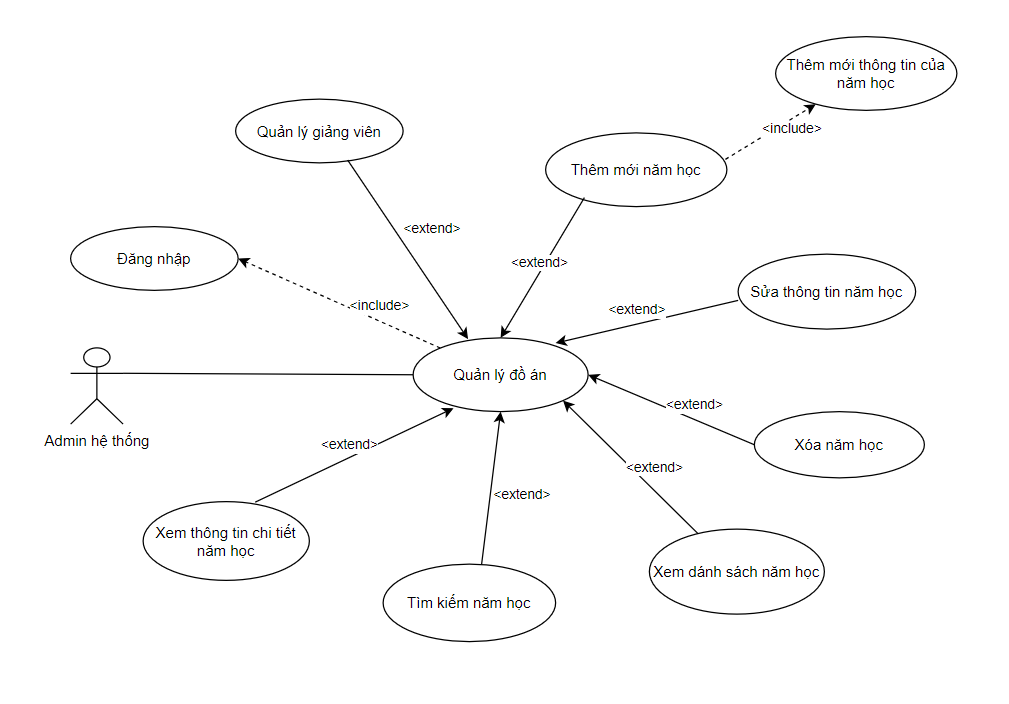 Thêm mới thông tin của
năm học
<include>
Quản lý giảng viên
Thêm mới năm học
<extend>
<extend>
Đăng nhập
<include>
Sửa thông tin năm học
<extend>
Quản lý đồ án
Admin hệ thống
<extend>
Xóa năm học
<extend>
<extend>
<extend>
Xem thông tin chi tiết
năm học
Tìm kiếm năm học
Xem dánh sách năm học